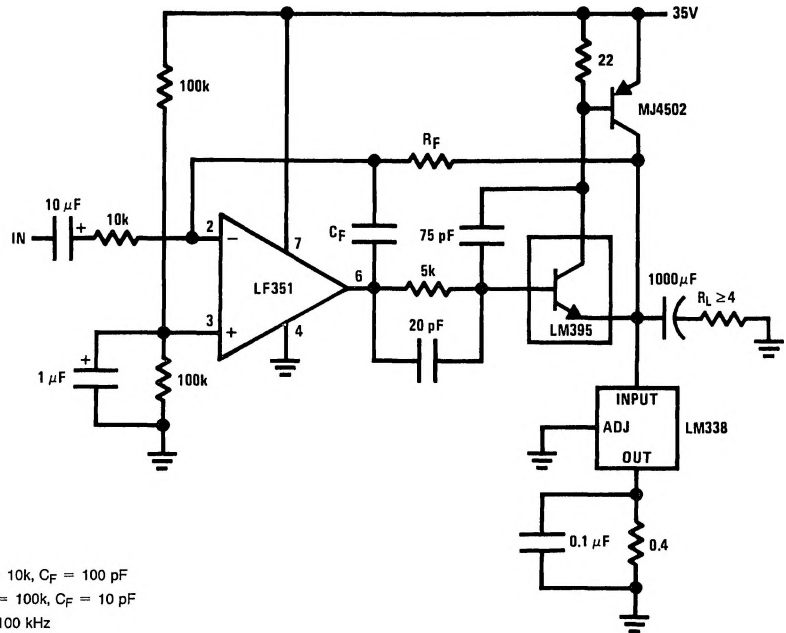 35V
100k
22
MJ4502
RF
10 μF
+
IN
10k
2
−
7
CF
75 pF
LF351
6
5k
1000μF
RL ≥4
3
+
4
LM395
20 pF
+
1 μF
100k
INPUT
ADJ
LM338
OUT
0.1 μF
0.4
10k, CF = 100 pF
= 100k, CF = 10 pF
100 kHz